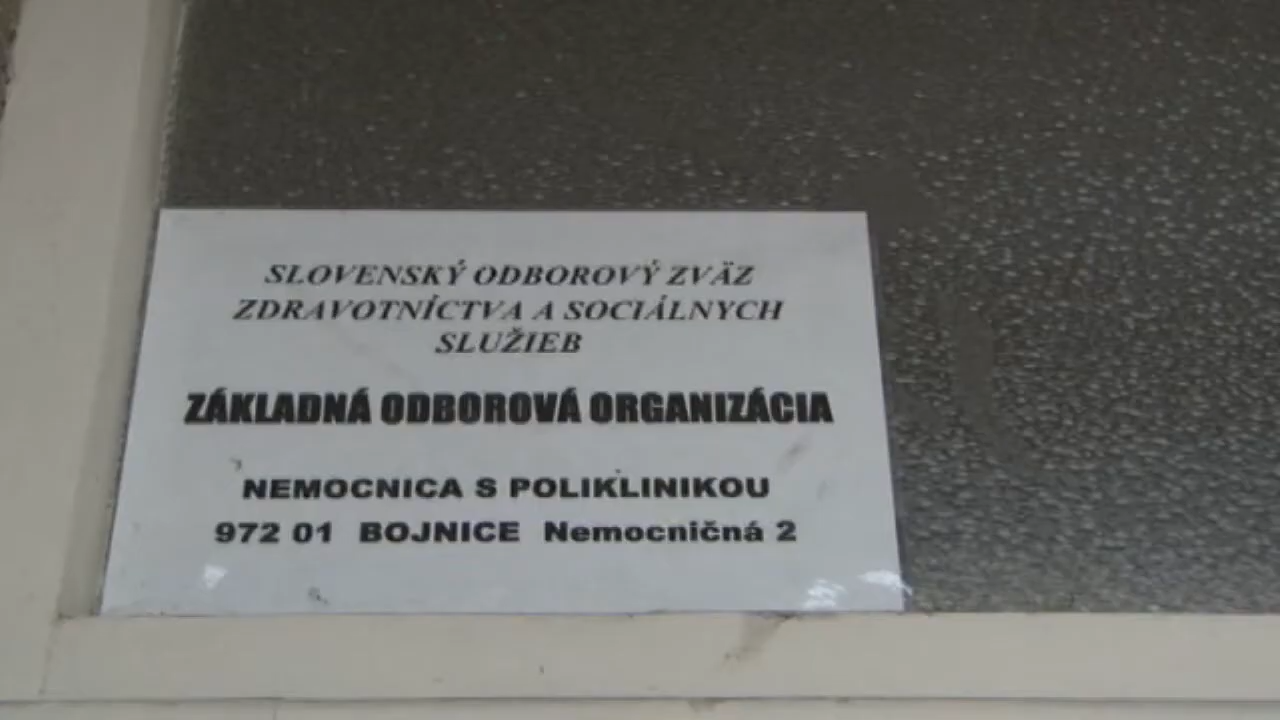 SLOVENSKÝ ODBOROVÝ ZVÄZ
ZDRAVOTNÍCTVA A SOCIÁLNYCH
SLUŽIEB
ZÁKLADNÁ ODBOROVÁ ORGANIZÁCIA
NEMOCNICA S POLIKLINIKOU
972 01 BOJNICE Nemocničná 2